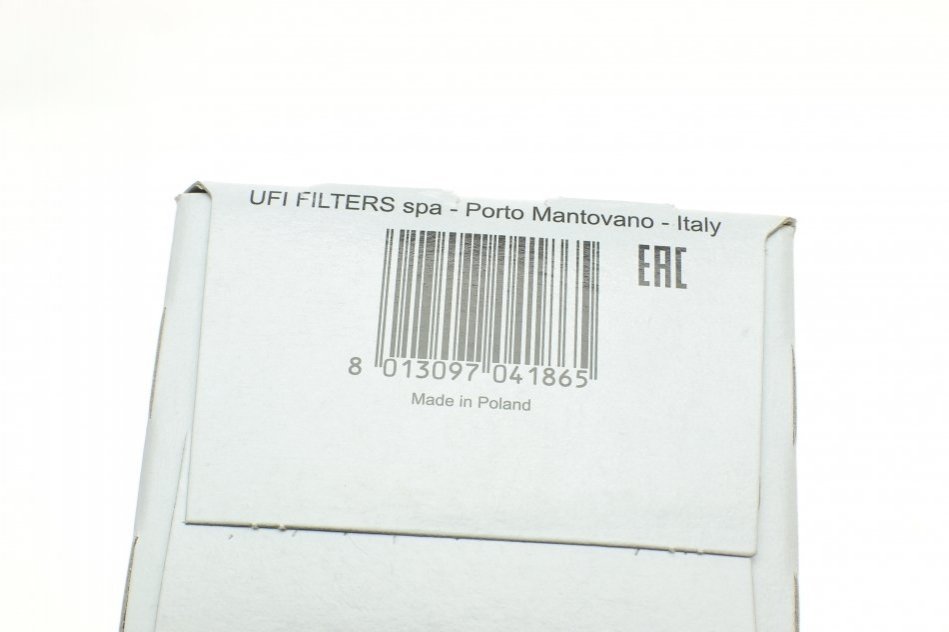 UFI FILTERS spa - Porto Mantovano - Italy
EAC
8 013097 041865
Made in Poland